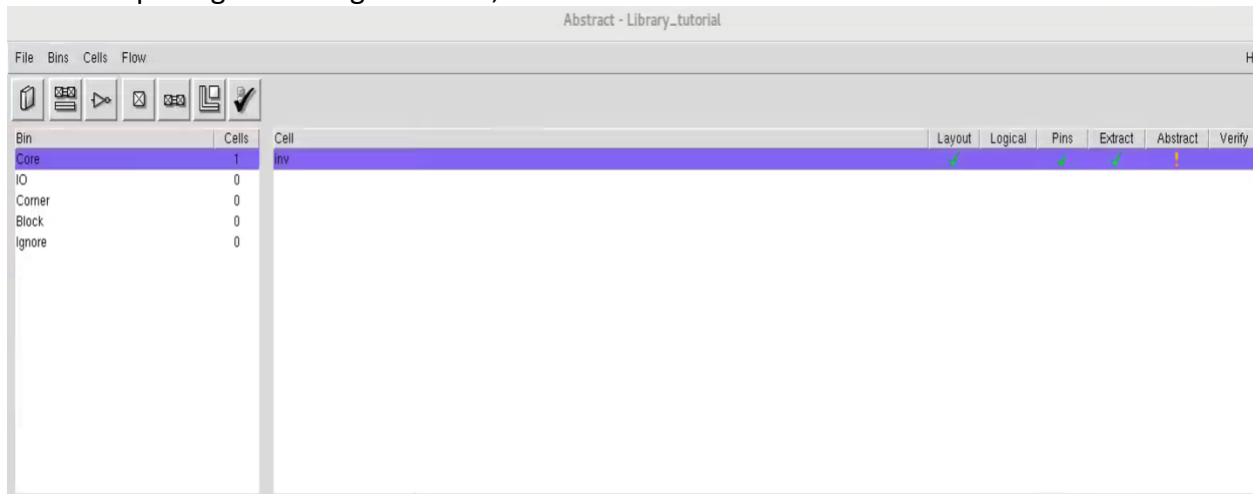 Abstract - Library_tutorial
File Bins Cells Flow H
Bin Cells Cell Layout Logical Pins Extract Abstract Verify
Core 1 inv !
IO 0
Corner 0
Block 0
Ignore 0